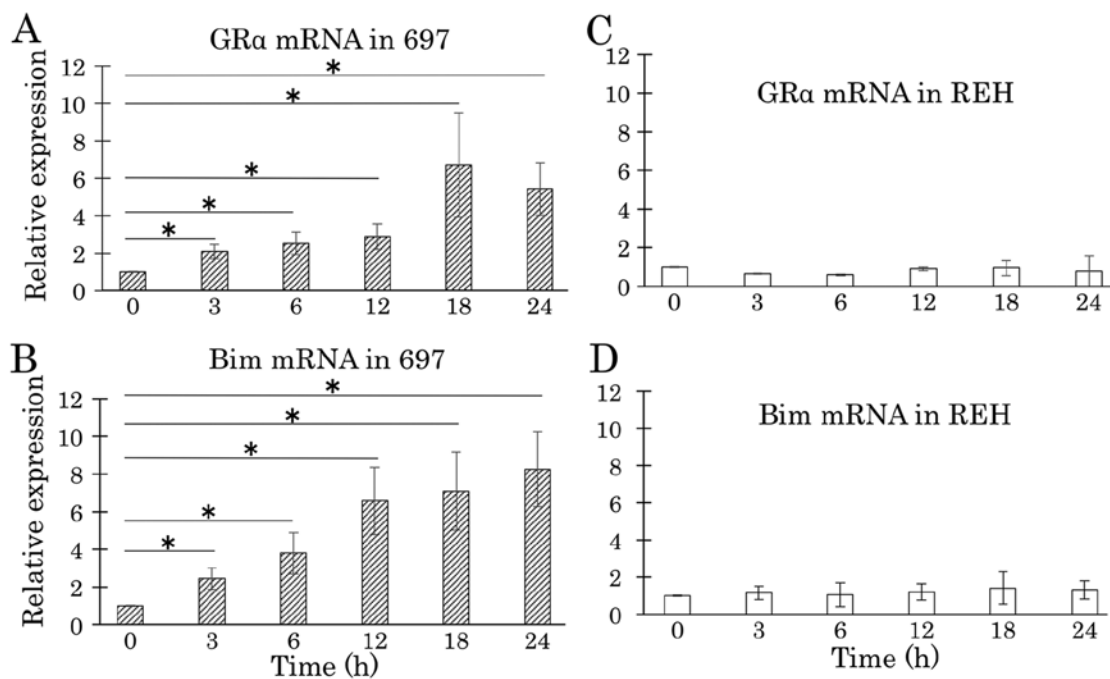 A
GRα mRNA in 697
Relative expression
12
10
8
6
4
2
0
*
*
*
*
*
0 3 6 12 18 24
B
Bim mRNA in 697
Relative expression
12
10
8
6
4
2
0
*
*
*
*
*
0 3 6 12 18 24
Time (h)
C
GRα mRNA in REH
12
10
8
6
4
2
0
0 3 6 12 18 24
D
Bim mRNA in REH
12
10
8
6
4
2
0
0 3 6 12 18 24
Time (h)